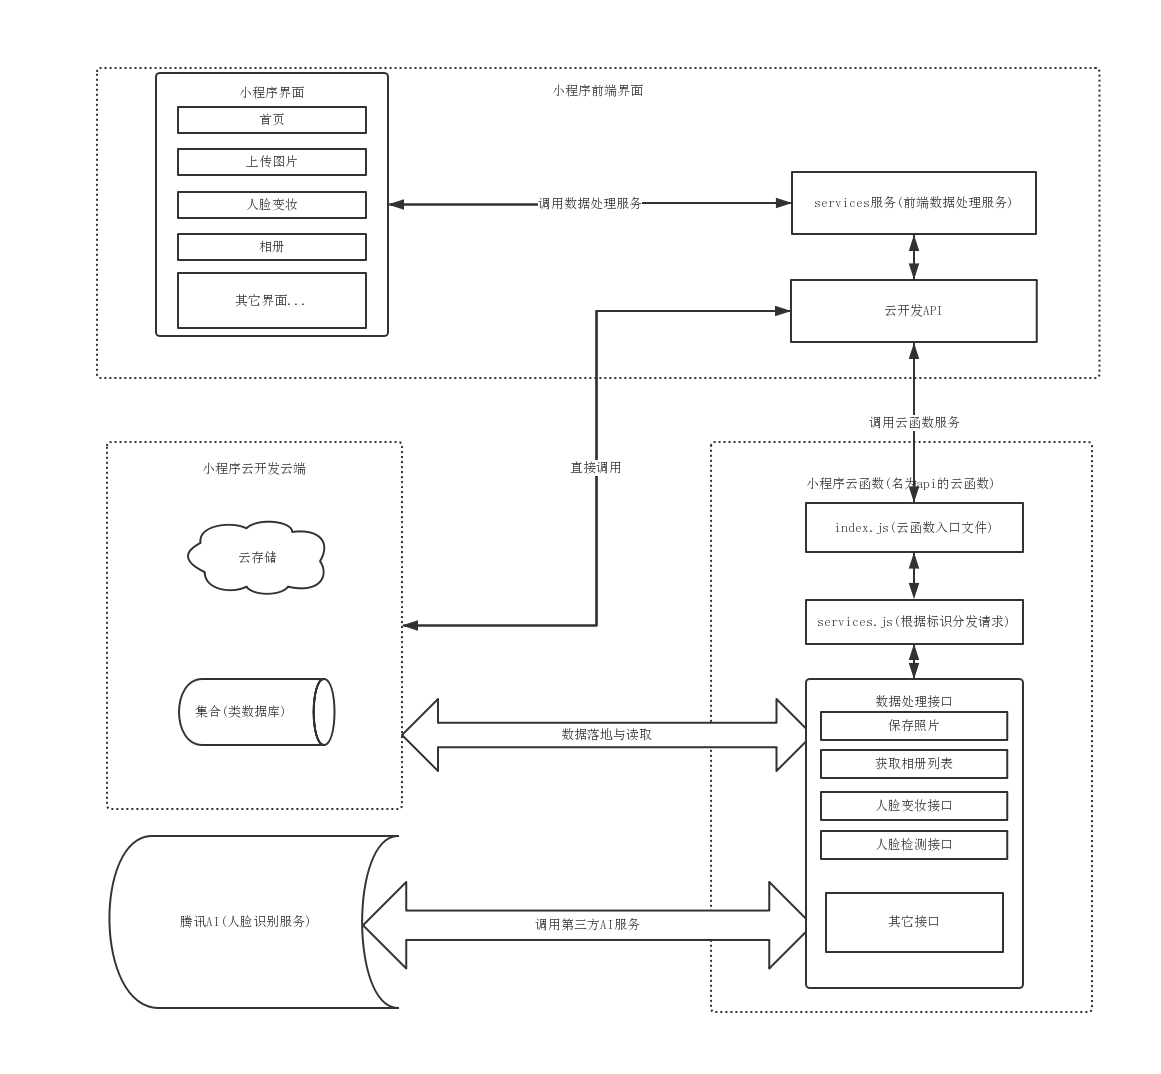 小程序界面
小程序前端界面
首页
上传图片
人脸变妆
相册
其它界面...
调用数据处理服务
services服务(前端数据处理服务)
云开发API
调用云函数服务
直接调用
小程序云开发云端
云存储
集合(类数据库)
小程序云函数(名为api的云函数)
index.js(云函数入口文件)
services.js(根据标识分发请求)
数据处理接口
保存照片
获取相册列表
人脸变妆接口
人脸检测接口
其它接口
数据落地与读取
腾讯AI(人脸识别服务)
调用第三方AI服务